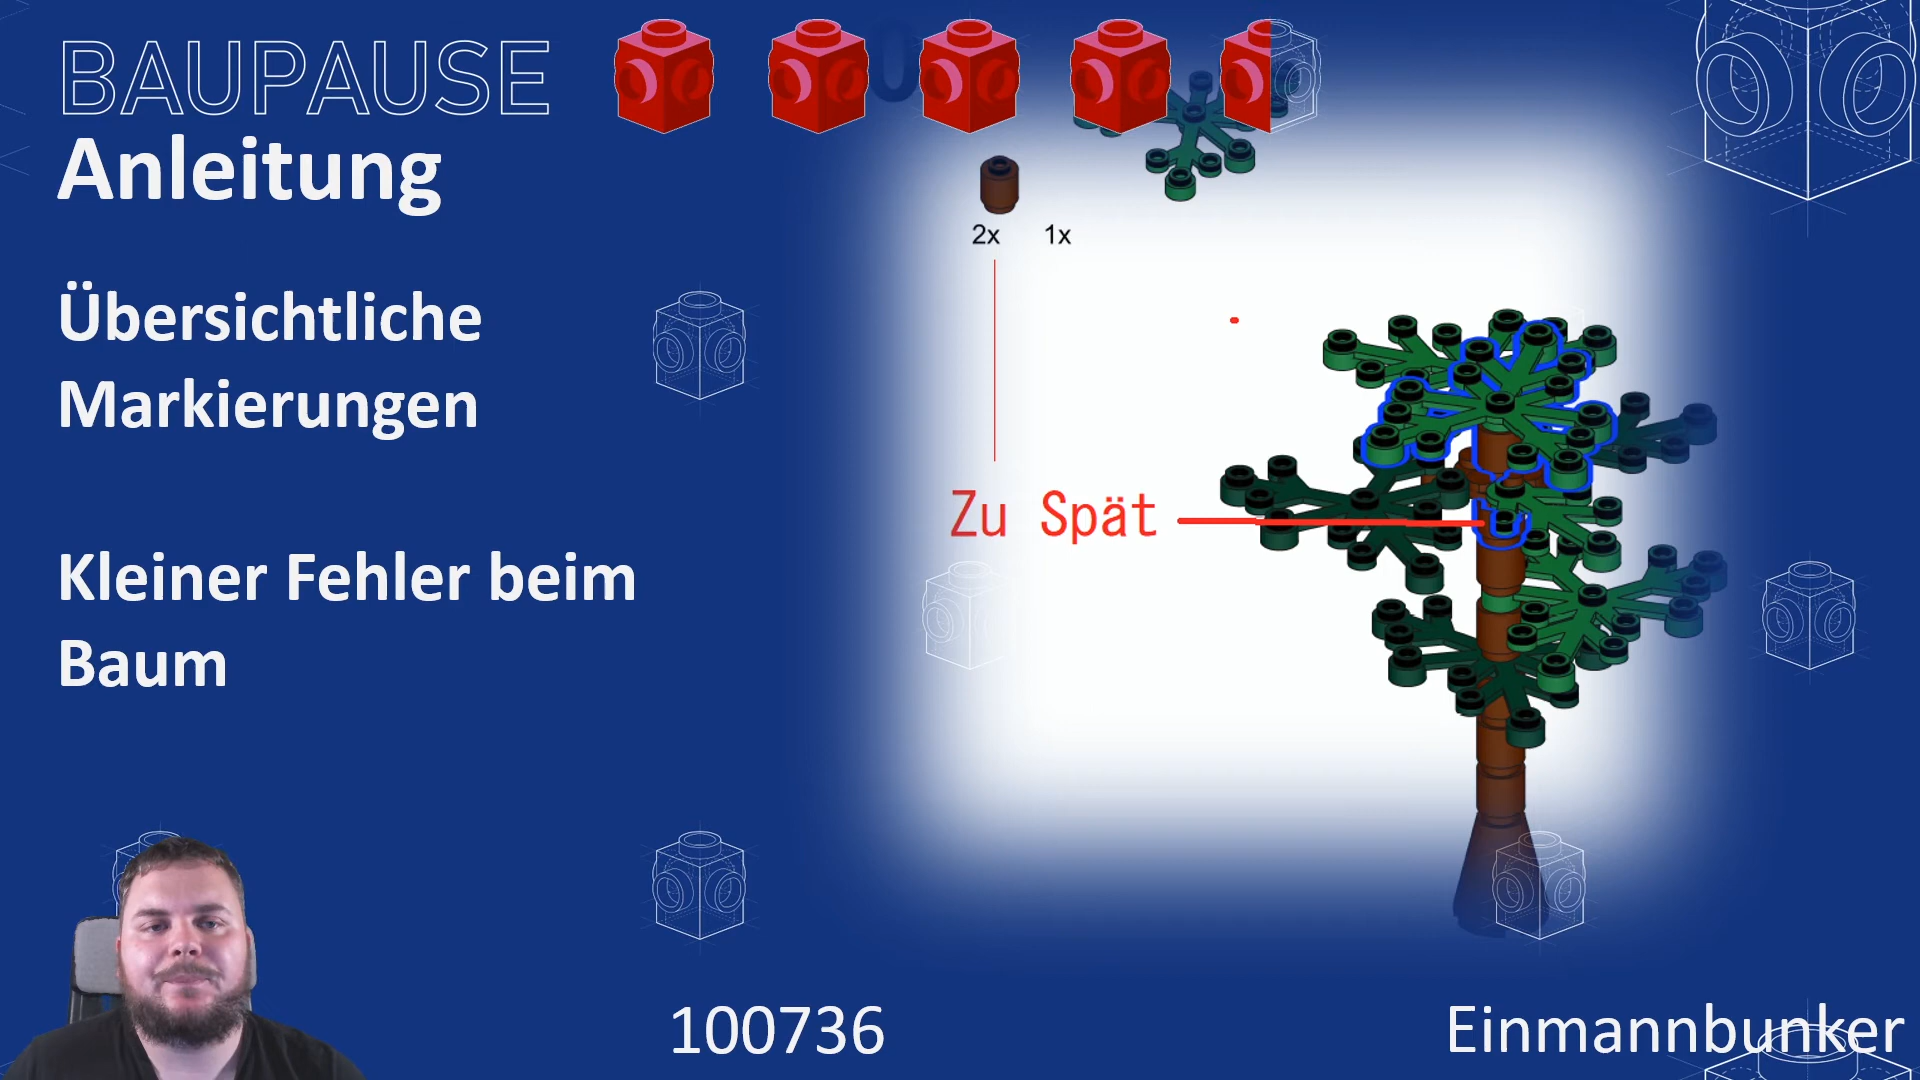 BAUPAUSE
Anleitung
Übersichtliche
Markierungen
Kleiner Fehler beim
Baum
2x 1x
Zu Spät
100736
Einmannbunker